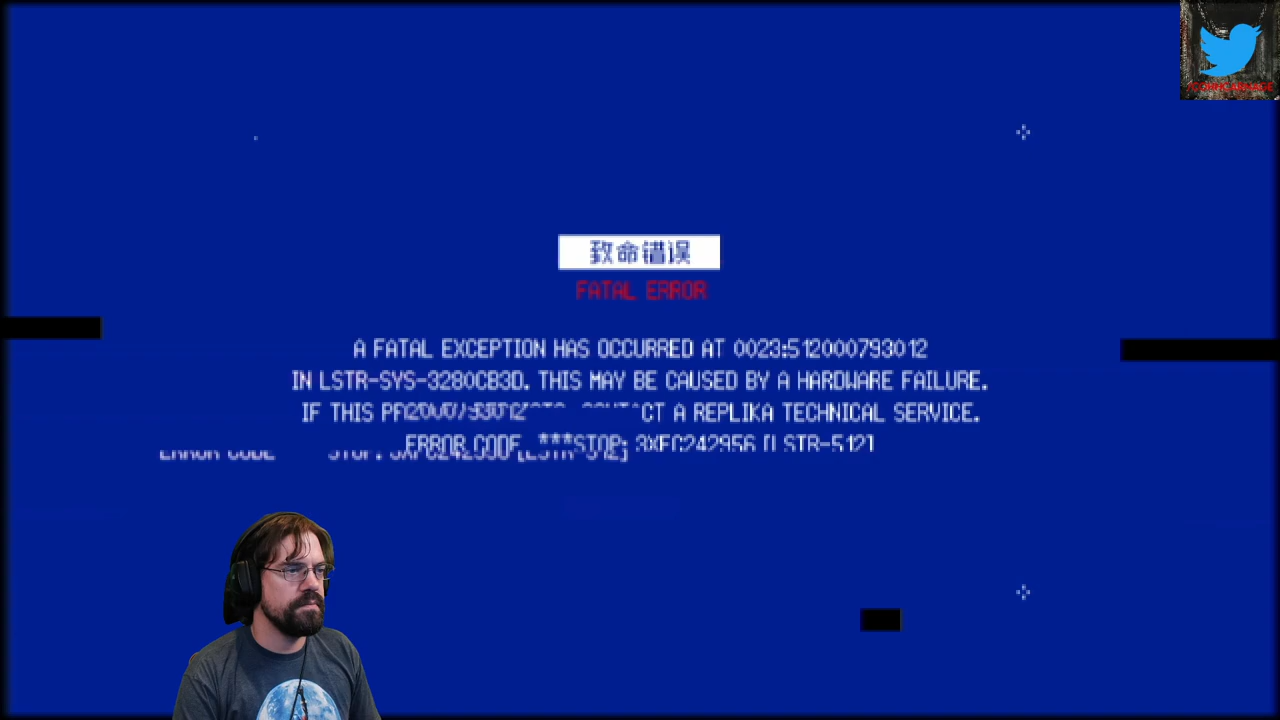 致命错误
FATAL ERROR
A FATAL EXCEPTION HAS OCCURRED AT 0023:512000793012
IN LSTR-SYS-3280CB3D. THIS MAY BE CAUSED BY A HARDWARE FAILURE.
IF THIS A REPLIKA TECHNICAL SERVICE.
ERROR CODE ***STOP: 3XFC242956 [LSTR-512]